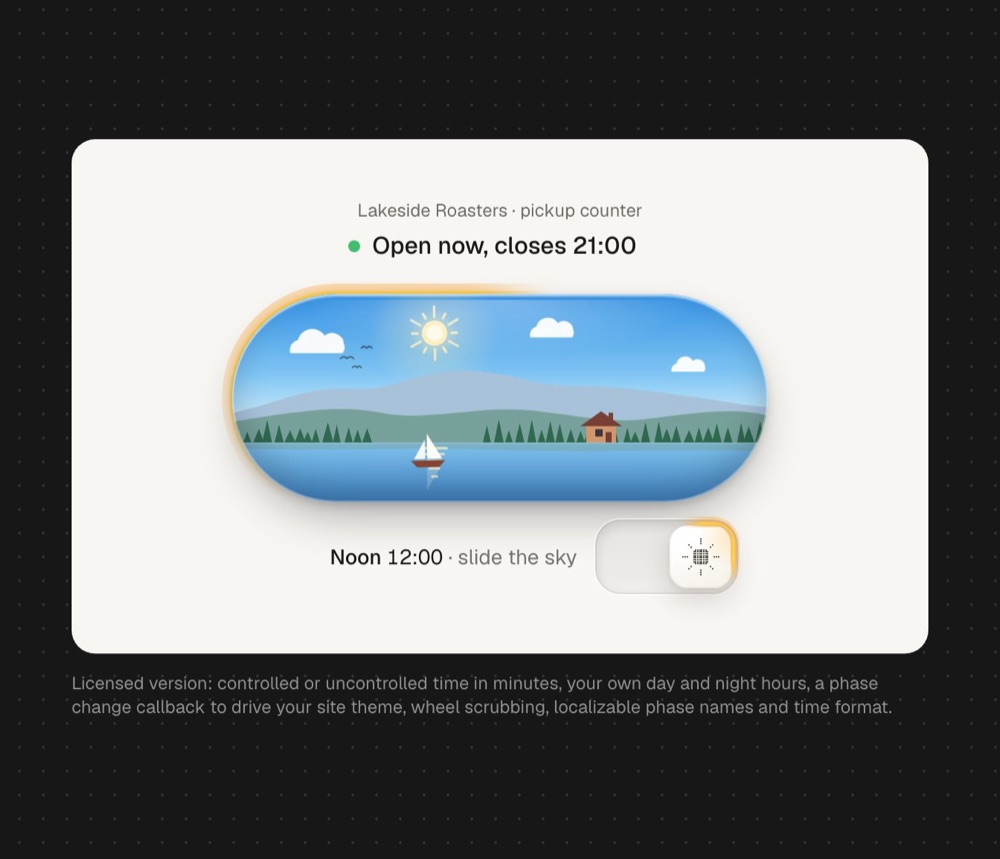 Lakeside Roasters · pickup counter
Open now, closes 21:00
Noon 12:00 · slide the sky
Licensed version: controlled or uncontrolled time in minutes, your own day and night hours, a phase
change callback to drive your site theme, wheel scrubbing, localizable phase names and time format.